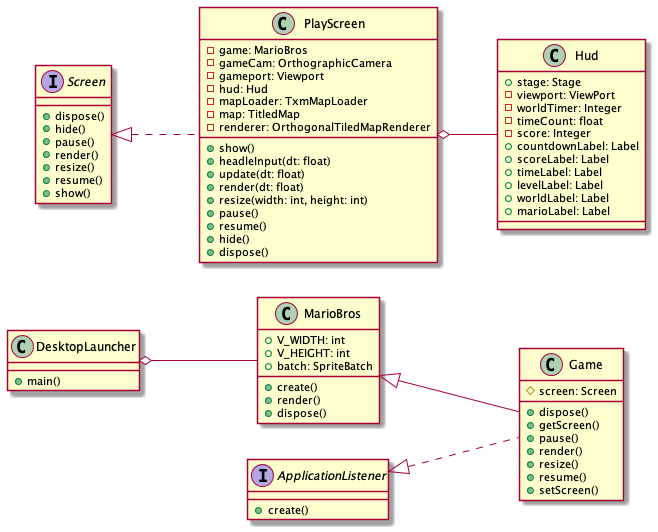 Screen
dispose()
hide()
pause()
render()
resize()
resume()
show()
PlayScreen
game: MarioBros
gameCam: OrthographicCamera
gameport: Viewport
hud: Hud
mapLoader: TxmMapLoader
map: TitledMap
renderer: OrthogonalTiledMapRenderer
show()
headleInput(dt: float)
update(dt: float)
render(dt: float)
resize(width: int, height: int)
pause()
resume()
hide()
dispose()
Hud
stage: Stage
viewport: ViewPort
worldTimer: Integer
timeCount: float
score: Integer
countdownLabel: Label
scoreLabel: Label
timeLabel: Label
levelLabel: Label
worldLabel: Label
marioLabel: Label
DesktopLauncher
main()
MarioBros
V_WIDTH: int
V_HEIGHT: int
batch: SpriteBatch
create()
render()
dispose()
ApplicationListener
create()
Game
screen: Screen
dispose()
getScreen()
pause()
render()
resize()
resume()
setScreen()